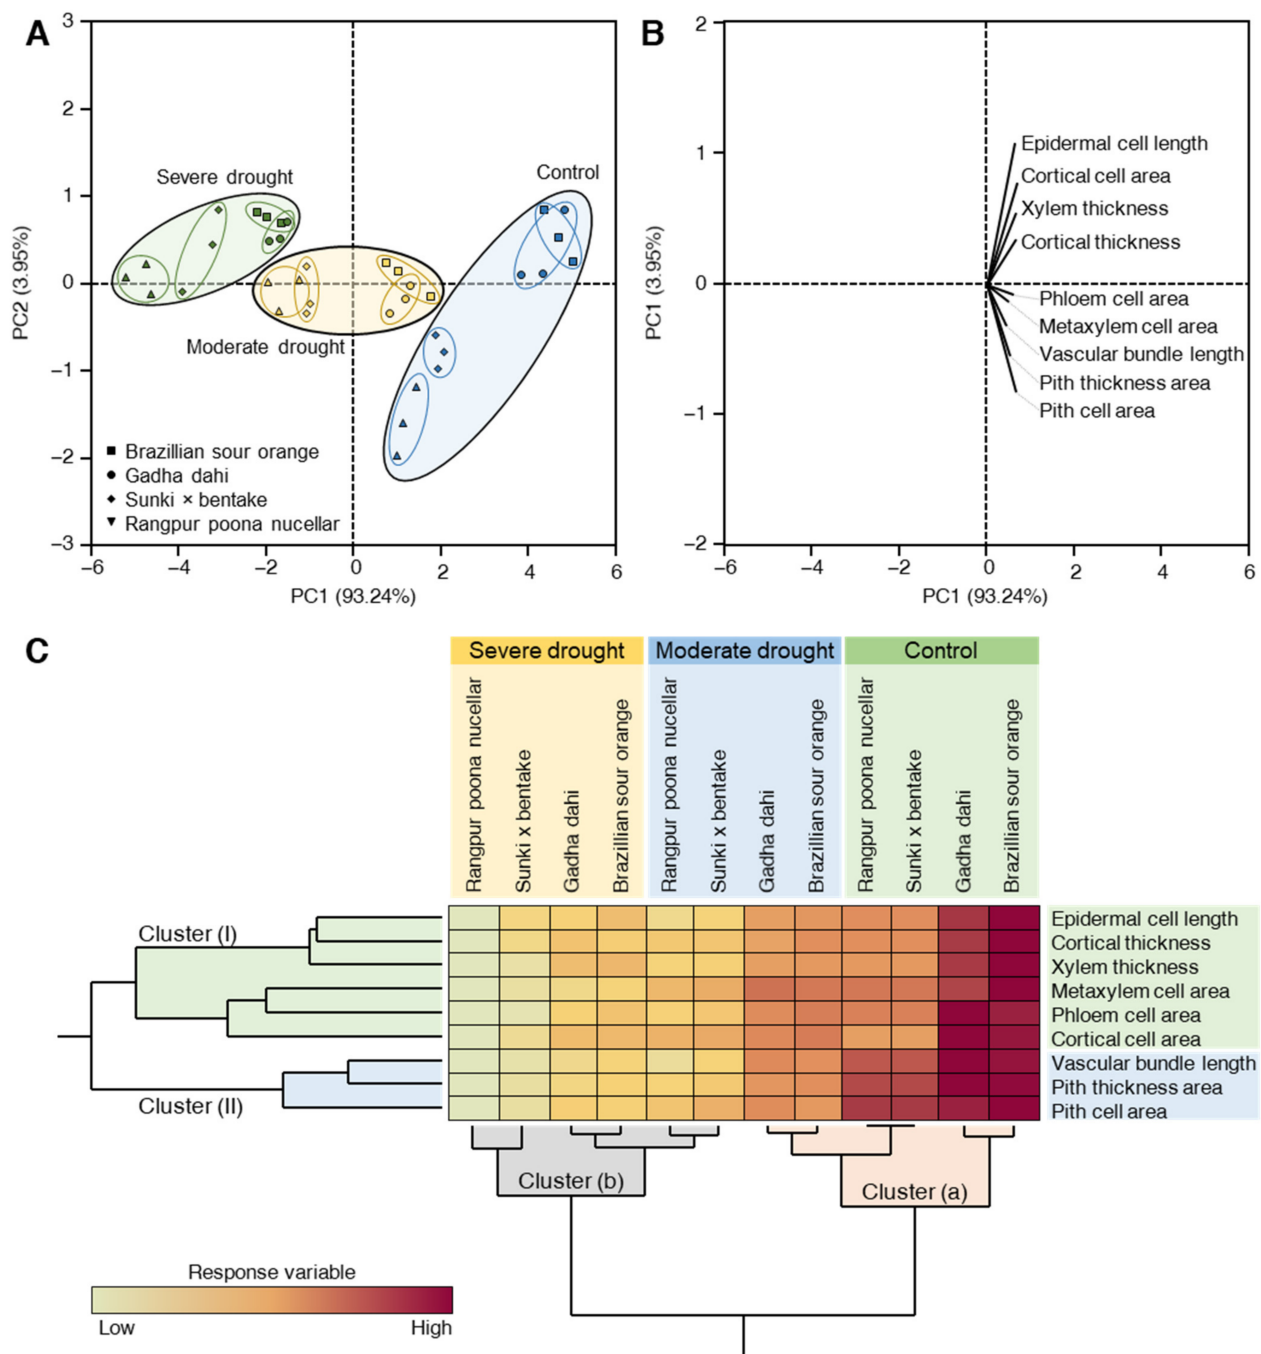 A
3
2
1
0
−1
−2
−3
PC2 (3.95%)
Severe drought
Control
Moderate drought
Brazillian sour orange
Gadha dahi
Sunki × bentake
Rangpur poona nucellar
−6
−4
−2
0
2
4
6
PC1 (93.24%)
B
2
1
0
−1
−2
PC1 (3.95%)
Epidermal cell length
Cortical cell area
Xylem thickness
Cortical thickness
Phloem cell area
Metaxylem cell area
Vascular bundle length
Pith thickness area
Pith cell area
−6
−4
−2
0
2
4
6
PC1 (93.24%)
C
Severe drought
Moderate drought
Control
Rangpur poona nucellar
Sunki x bentake
Gadha dahi
Brazillian sour orange
Rangpur poona nucellar
Sunki x bentake
Gadha dahi
Brazillian sour orange
Rangpur poona nucellar
Sunki x bentake
Gadha dahi
Brazillian sour orange
Cluster (I)
Cluster (II)
Epidermal cell length
Cortical thickness
Xylem thickness
Metaxylem cell area
Phloem cell area
Cortical cell area
Vascular bundle length
Pith thickness area
Pith cell area
Cluster (b)
Cluster (a)
Response variable
Low
High